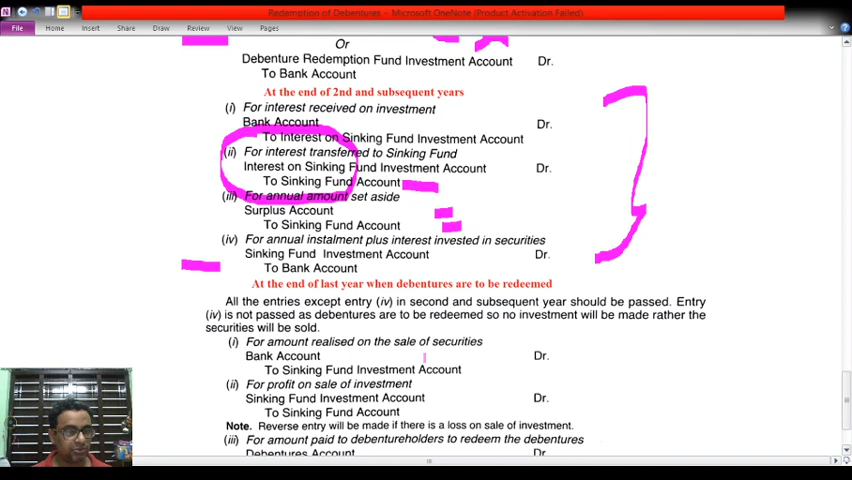 Redemption of Debentures - Microsoft OneNote (Product Activation Failed)
File Home Insert Share Draw Review View Pages
Or
Debenture Redemption Fund Investment Account Dr.
To Bank Account
At the end of 2nd and subsequent years
(i) For interest received on investment
Bank Account Dr.
To Interest on Sinking Fund Investment Account
(ii) For interest transferred to Sinking Fund
Interest on Sinking Fund Investment Account Dr.
To Sinking Fund Account
(iii) For annual amount set aside
Surplus Account
To Sinking Fund Account
(iv) For annual instalment plus interest invested in securities
Sinking Fund Investment Account Dr.
To Bank Account
At the end of last year when debentures are to be redeemed
All the entries except entry (iv) in second and subsequent year should be passed. Entry
(iv) is not passed as debentures are to be redeemed so no investment will be made rather the
securities will be sold.
(i) For amount realised on the sale of securities
Bank Account Dr.
To Sinking Fund Investment Account
(ii) For profit on sale of investment
Sinking Fund Investment Account Dr.
To Sinking Fund Account
Note. Reverse entry will be made if there is a loss on sale of investment.
(iii) For amount paid to debentureholders to redeem the debentures
Debentures Account Dr.